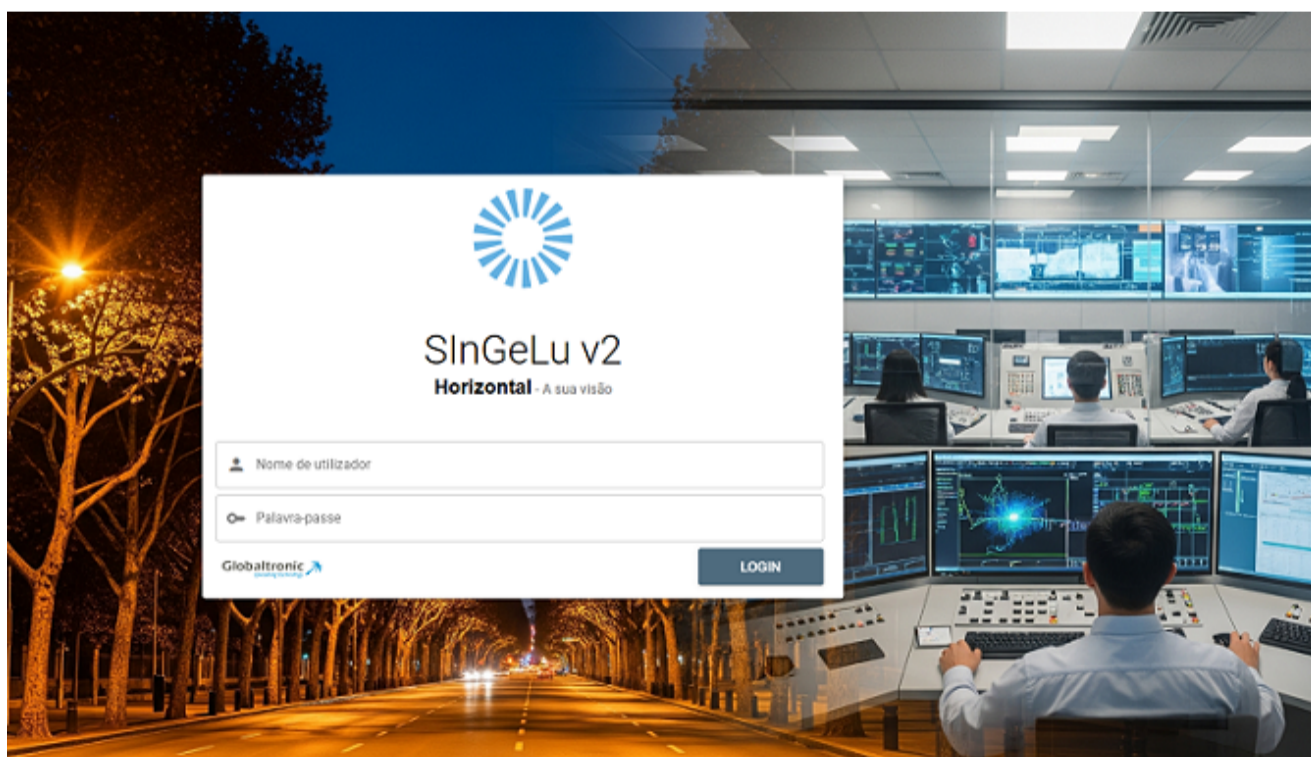 SInGeLu v2
Horizontal - A sua visão
Nome de utilizador
Palavra-passe
Globaltronic
LOGIN